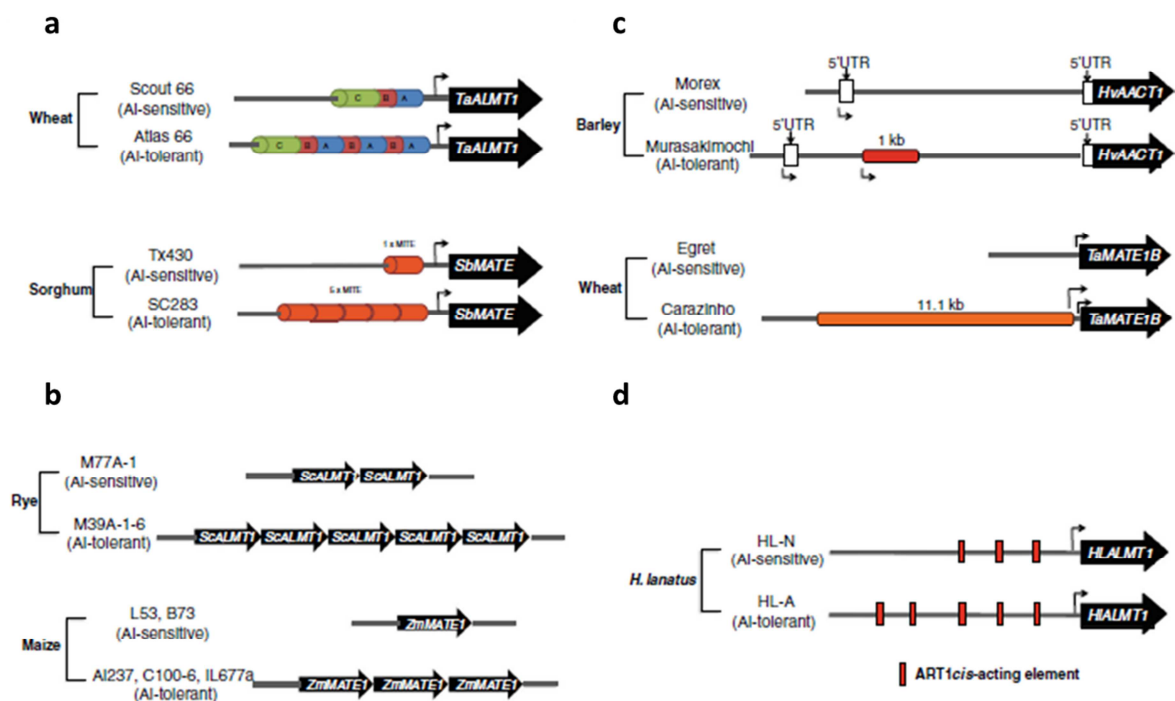 a
Scout 66
(Al-sensitive)
C B A
TaALMT1
Wheat
Atlas 66
(Al-tolerant)
C B A B A B A
TaALMT1
1 x MITE
Tx430
(Al-sensitive)
SbMATE
Sorghum
5 x MITE
SC283
(Al-tolerant)
SbMATE
b
M77A-1
(Al-sensitive)
ScALMT1 ScALMT1
Rye
M39A-1-6
(Al-tolerant)
ScALMT1 ScALMT1 ScALMT1 ScALMT1 ScALMT1
L53, B73
(Al-sensitive)
ZmMATE1
Maize
Al237, C100-6, IL677a
(Al-tolerant)
ZmMATE1 ZmMATE1 ZmMATE1
c
5'UTR 5'UTR
Morex
(Al-sensitive)
HvAACT1
Barley
5'UTR 5'UTR
1 kb
Murasakimochi
(Al-tolerant)
HvAACT1
Egret
(Al-sensitive)
TaMATE1B
Wheat
Carazinho
(Al-tolerant)
11.1 kb
TaMATE1B
d
HL-N
(Al-sensitive)
HLALMT1
H. lanatus
HL-A
(Al-tolerant)
HlALMT1
ART1cis-acting element